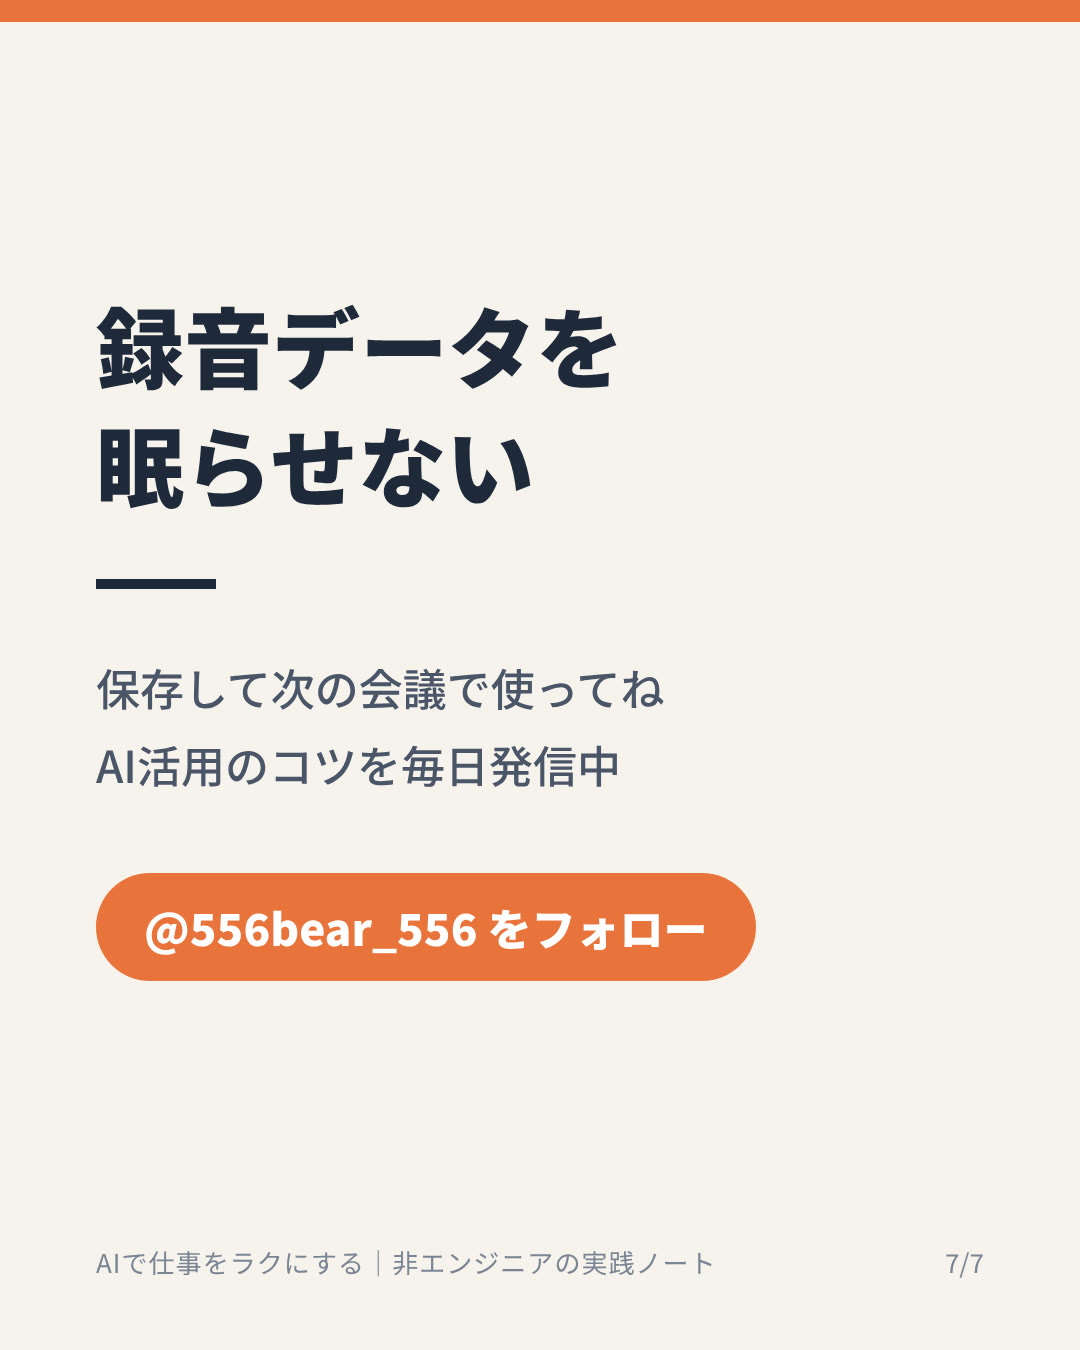 録音データを
眠らせない
保存して次の会議で使ってね
AI活用のコツを毎日発信中
@556bear_556 をフォロー
AIで仕事をラクにする｜非エンジニアの実践ノート
7/7